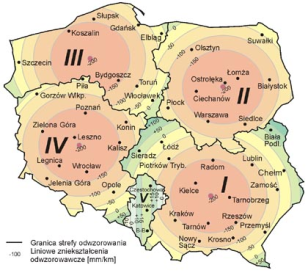 Słupsk
Gdańsk
Koszalin
Elbląg
Suwałki
III
Olsztyn
Szczecin
Bydgoszcz
Toruń
Ostrołęka
Łomża
Białystok
Gorzów Wlkp.
Włocławek
Ciechanów
II
Płock
Poznań
Warszawa
Siedlce
Zielona Góra
Konin
Biała
Podl.
IV
Leszno
Kalisz
Sieradz
Łódź
Legnica
Piotrków Tryb.
Radom
Lublin
Wrocław
Chełm
Jelenia Góra
Opole
Częstochowa
Kielce
I
Zamość
V
Katowice
Tarnobrzeg
Kraków
Rzeszów
B-B
Tarnów
Przemyśl
Nowy
Sącz
Krosno
Granica strefy odwzorowania
-100
Liniowe zniekształcenia
odwzorowawcze [mm/km]